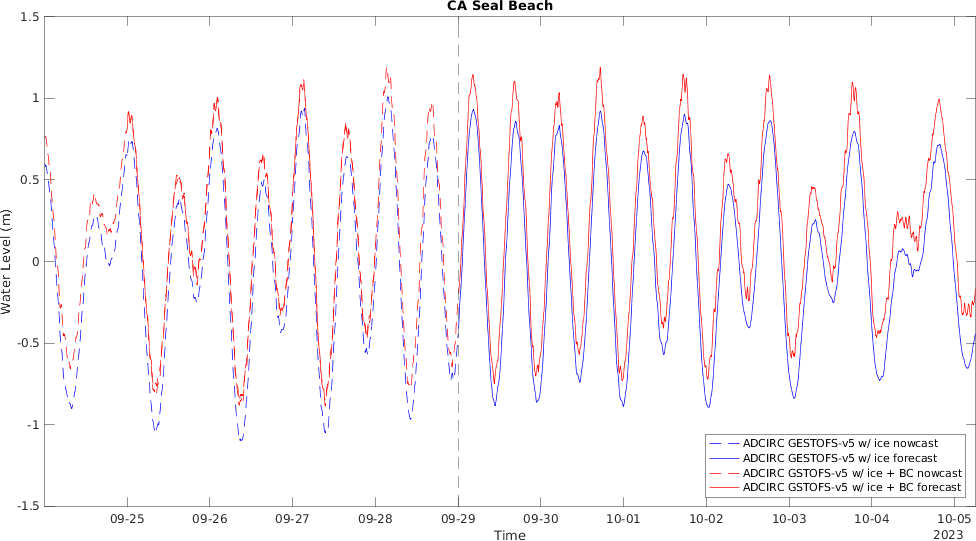 CA Seal Beach
1.5
1
0.5
0
-0.5
-1
-1.5
Water Level (m)
09-25 09-26 09-27 09-28 09-29 09-30 10-01 10-02 10-03 10-04 10-05
Time
2023
ADCIRC GESTOFS-v5 w/ ice nowcast
ADCIRC GESTOFS-v5 w/ ice forecast
ADCIRC GSTOFS-v5 w/ ice + BC nowcast
ADCIRC GSTOFS-v5 w/ ice + BC forecast